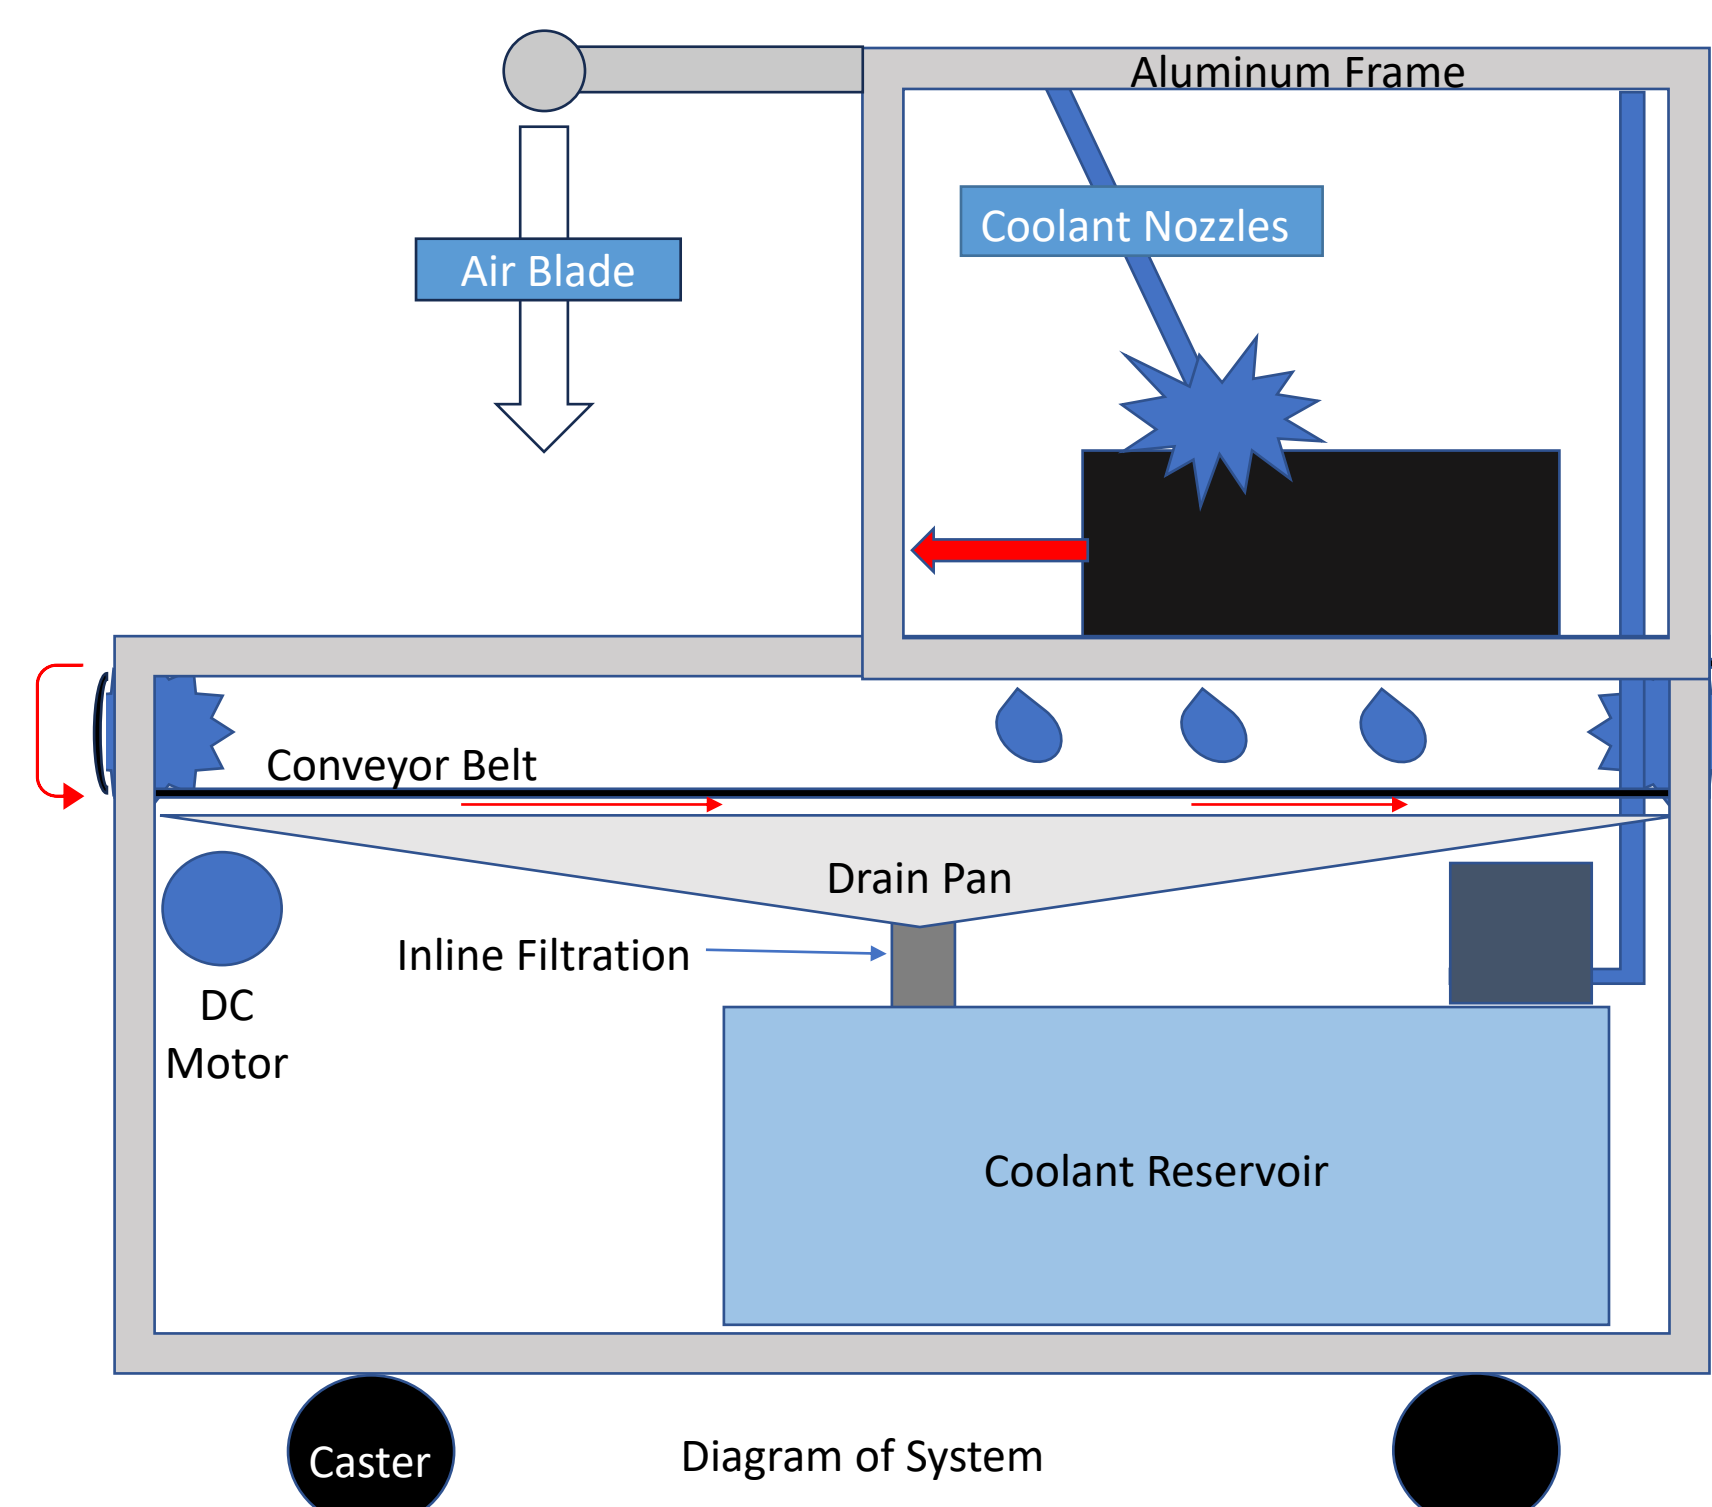 Aluminum Frame
Coolant Nozzles
Air Blade
Conveyor Belt
Drain Pan
Inline Filtration
DC
Motor
Coolant Reservoir
Caster
Diagram of System